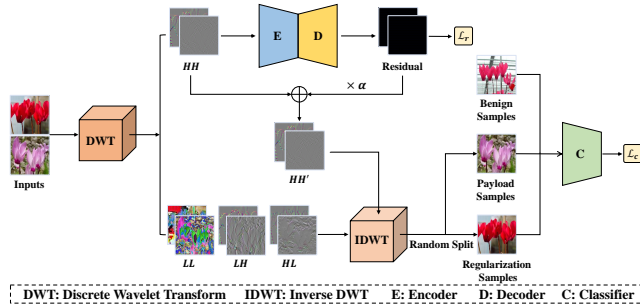 E
D
ℒr
HH
Residual
× α
Benign
Samples
DWT
HH'
C
ℒc
Inputs
Payload
Samples
IDWT
Random Split
LL
LH
HL
Regularization
Samples
DWT: Discrete Wavelet Transform IDWT: Inverse DWT E: Encoder D: Decoder C: Classifier